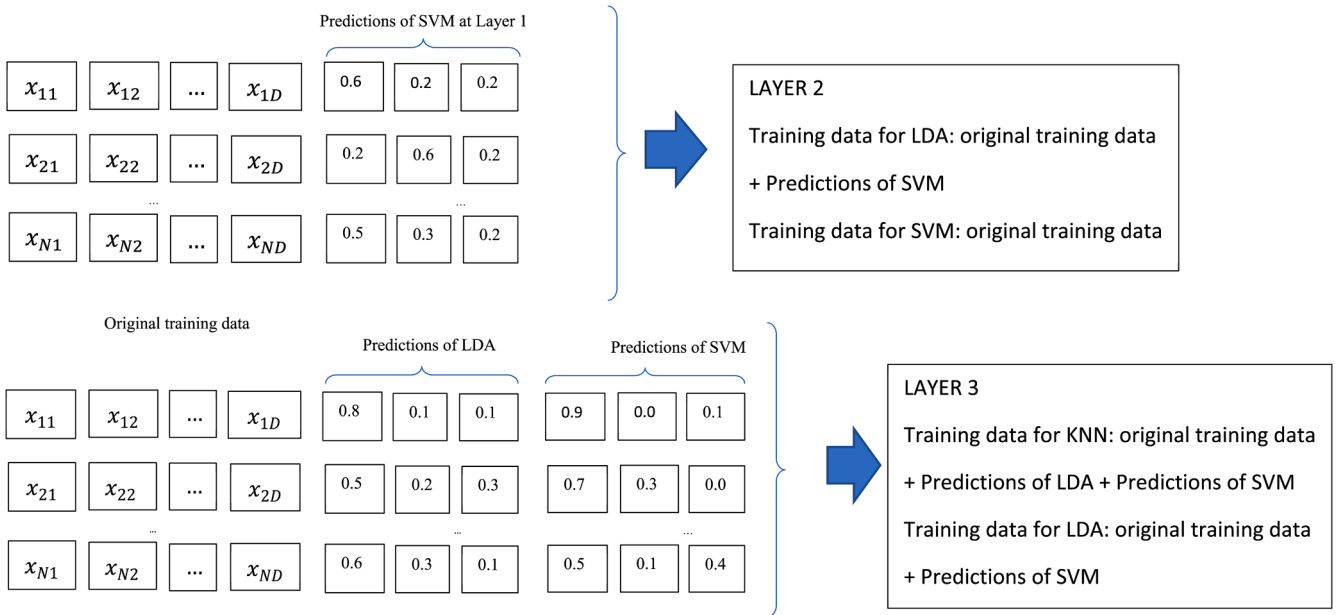 Predictions of SVM at Layer 1
x11 x12 ... x1D 0.6 0.2 0.2
x21 x22 ... x2D 0.2 0.6 0.2
... ...
xN1 xN2 ... xND 0.5 0.3 0.2
LAYER 2
Training data for LDA: original training data
+ Predictions of SVM
Training data for SVM: original training data
Original training data
Predictions of LDA Predictions of SVM
x11 x12 ... x1D 0.8 0.1 0.1 0.9 0.0 0.1
x21 x22 ... x2D 0.5 0.2 0.3 0.7 0.3 0.0
... ... ...
xN1 xN2 ... xND 0.6 0.3 0.1 0.5 0.1 0.4
LAYER 3
Training data for KNN: original training data
+ Predictions of LDA + Predictions of SVM
Training data for LDA: original training data
+ Predictions of SVM